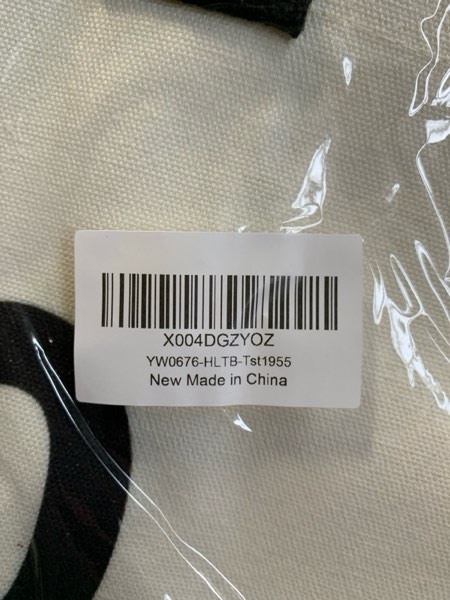 X004DGZYOZ
YW0676-HLTB-Tst1955
New Made in China